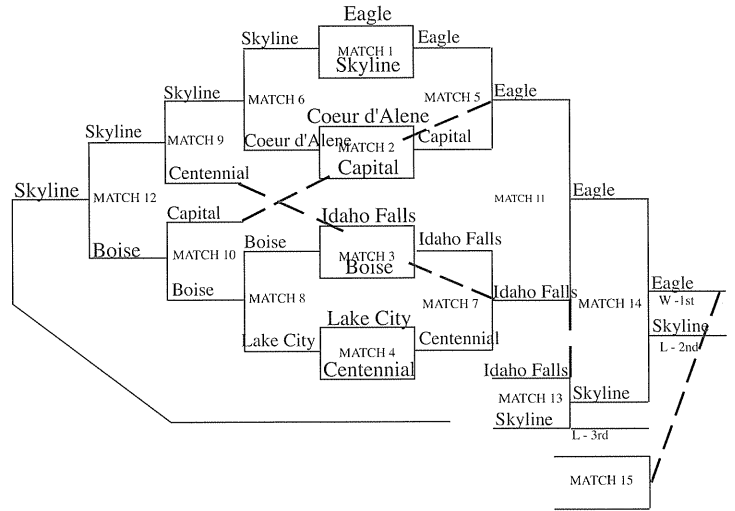 Eagle
Skyline
Eagle
MATCH 1
Skyline
Skyline
MATCH 6
MATCH 5
Eagle
Coeur d'Alene
Skyline
MATCH 9
Coeur d'Alene
MATCH 2
Capital
Capital
Centennial
Skyline
MATCH 12
MATCH 11
Eagle
Capital
Idaho Falls
Boise
MATCH 10
Boise
MATCH 3
Boise
Idaho Falls
Boise
MATCH 8
MATCH 7
Idaho Falls
MATCH 14
Eagle
W -1st
Lake City
Lake City
MATCH 4
Centennial
Centennial
Skyline
L - 2nd
Idaho Falls
MATCH 13
Skyline
Skyline
L - 3rd
MATCH 15